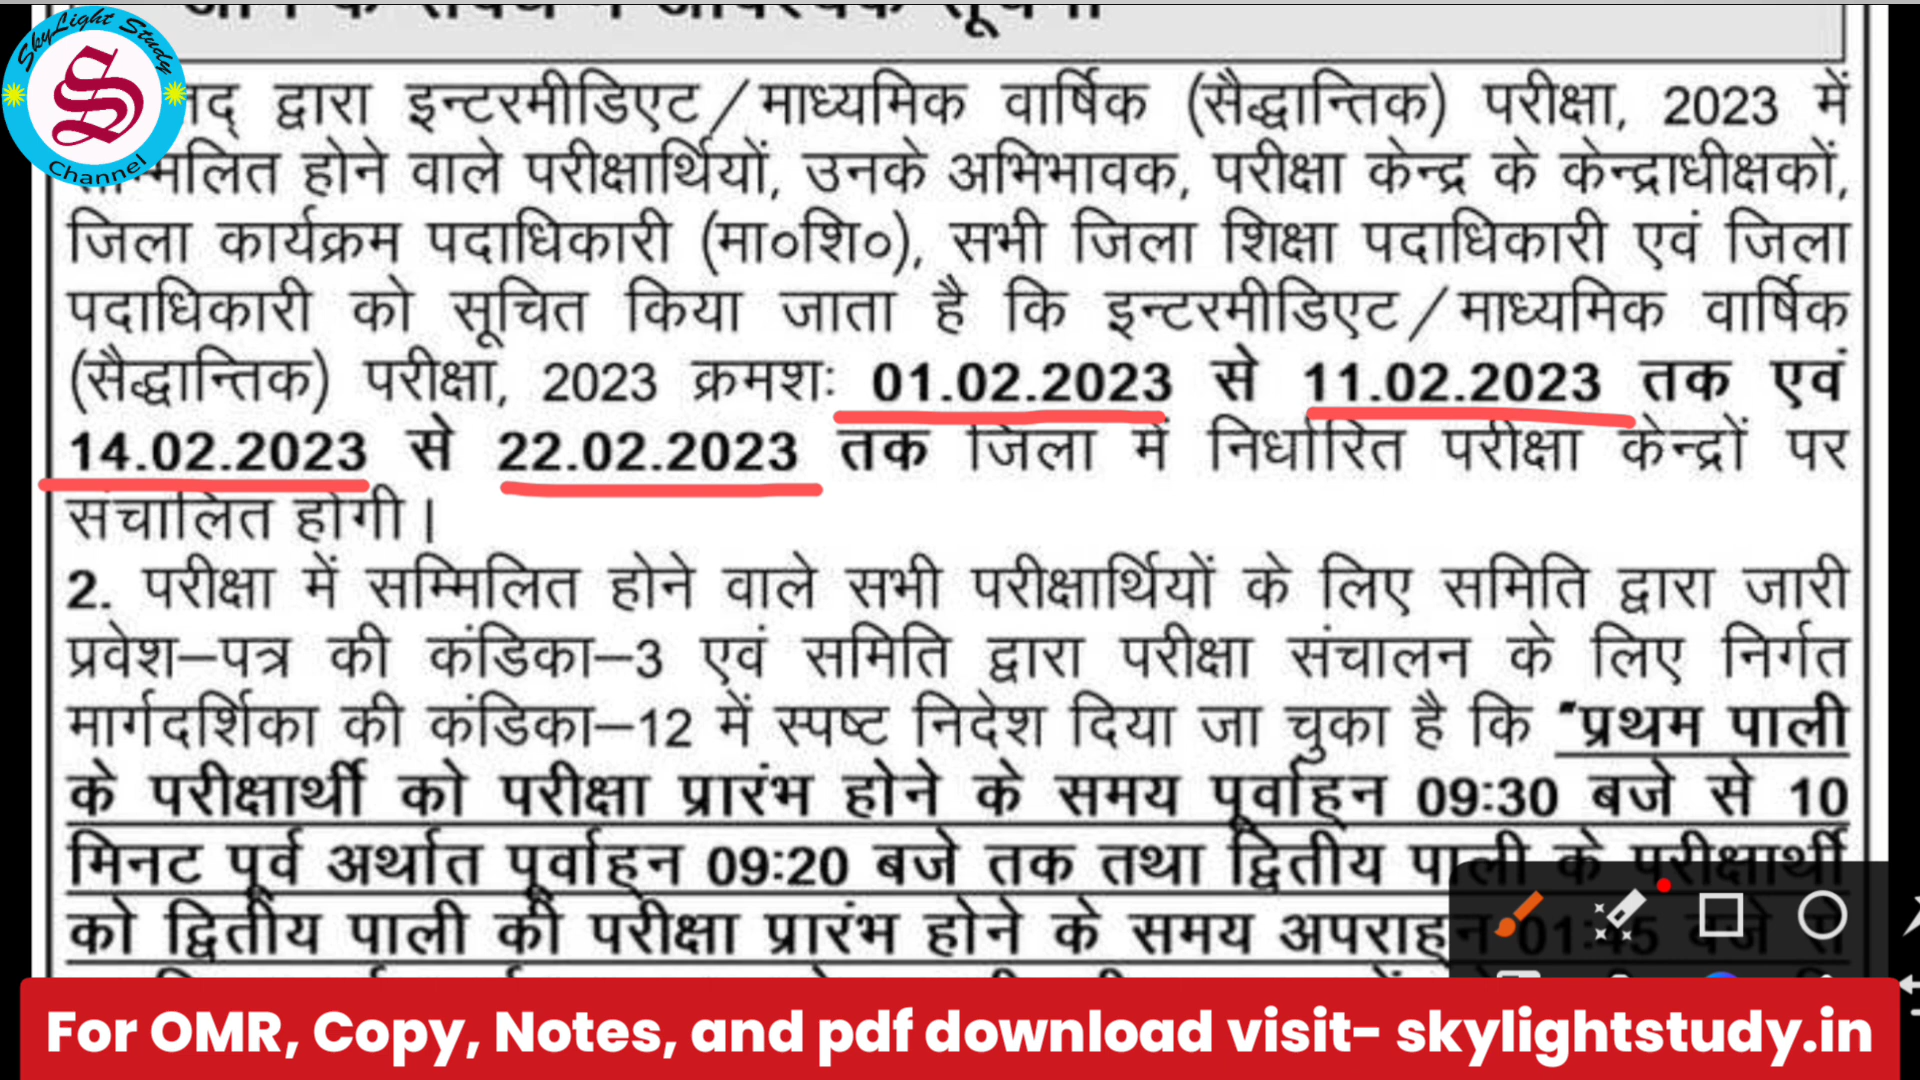 SkyLight Study
S
Channel
द्वारा इन्टरमीडिएट/माध्यमिक वार्षिक (सैद्धान्तिक) परीक्षा, 2023 में
होने वाले परीक्षार्थियों, उनके अभिभावक, परीक्षा केन्द्र के केन्द्राधीक्षकों,
जिला कार्यक्रम पदाधिकारी (मा०शि०), सभी जिला शिक्षा पदाधिकारी एवं जिला
पदाधिकारी को सूचित किया जाता है कि इन्टरमीडिएट/माध्यमिक वार्षिक
(सैद्धान्तिक) परीक्षा, 2023 क्रमशः 01.02.2023 से 11.02.2023 तक एवं
14.02.2023 से 22.02.2023 तक जिला में निर्धारित परीक्षा केन्द्रों पर
संचालित होगी।
2. परीक्षा में सम्मिलित होने वाले सभी परीक्षार्थियों के लिए समिति द्वारा जारी
प्रवेश–पत्र की कंडिका–3 एवं समिति द्वारा परीक्षा संचालन के लिए निर्गत
मार्गदर्शिका की कंडिका–12 में स्पष्ट निदेश दिया जा चुका है कि "प्रथम पाली
के परीक्षार्थी को परीक्षा प्रारंभ होने के समय पूर्वाह्न 09:30 बजे से 10
मिनट पूर्व अर्थात पूर्वाह्न 09:20 बजे तक तथा द्वितीय पाली के परीक्षार्थी
को द्वितीय पाली की परीक्षा प्रारंभ होने के समय अपराह्न 01:45 बजे से
For OMR, Copy, Notes, and pdf download visit- skylightstudy.in